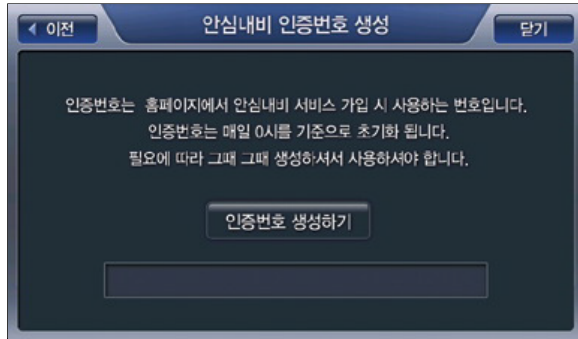 이전
안심내비 인증번호 생성
닫기
인증번호는 홈페이지에서 안심내비 서비스 가입 시 사용하는 번호입니다.
인증번호는 매일 0시를 기준으로 초기화 됩니다.
필요에 따라 그때 그때 생성하셔서 사용하셔야 합니다.
인증번호 생성하기